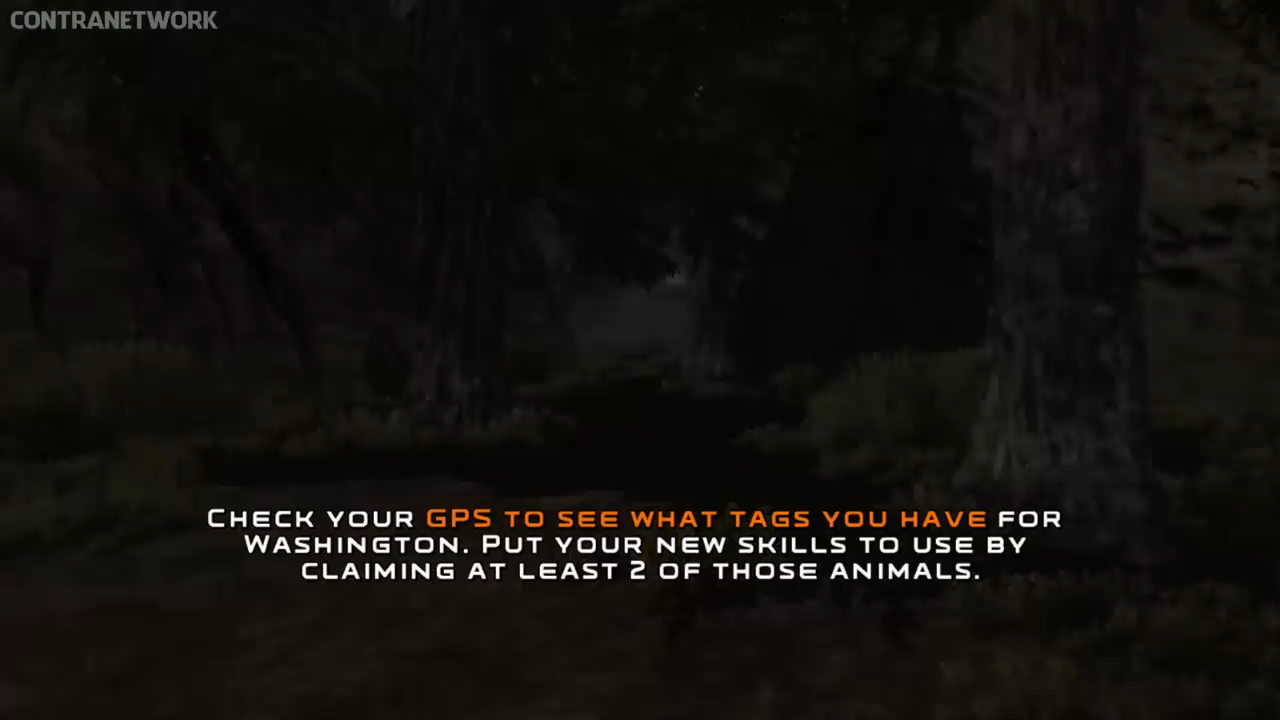 CONTRANETWORK
CHECK YOUR GPS TO SEE WHAT TAGS YOU HAVE FOR
WASHINGTON. PUT YOUR NEW SKILLS TO USE BY
CLAIMING AT LEAST 2 OF THOSE ANIMALS.